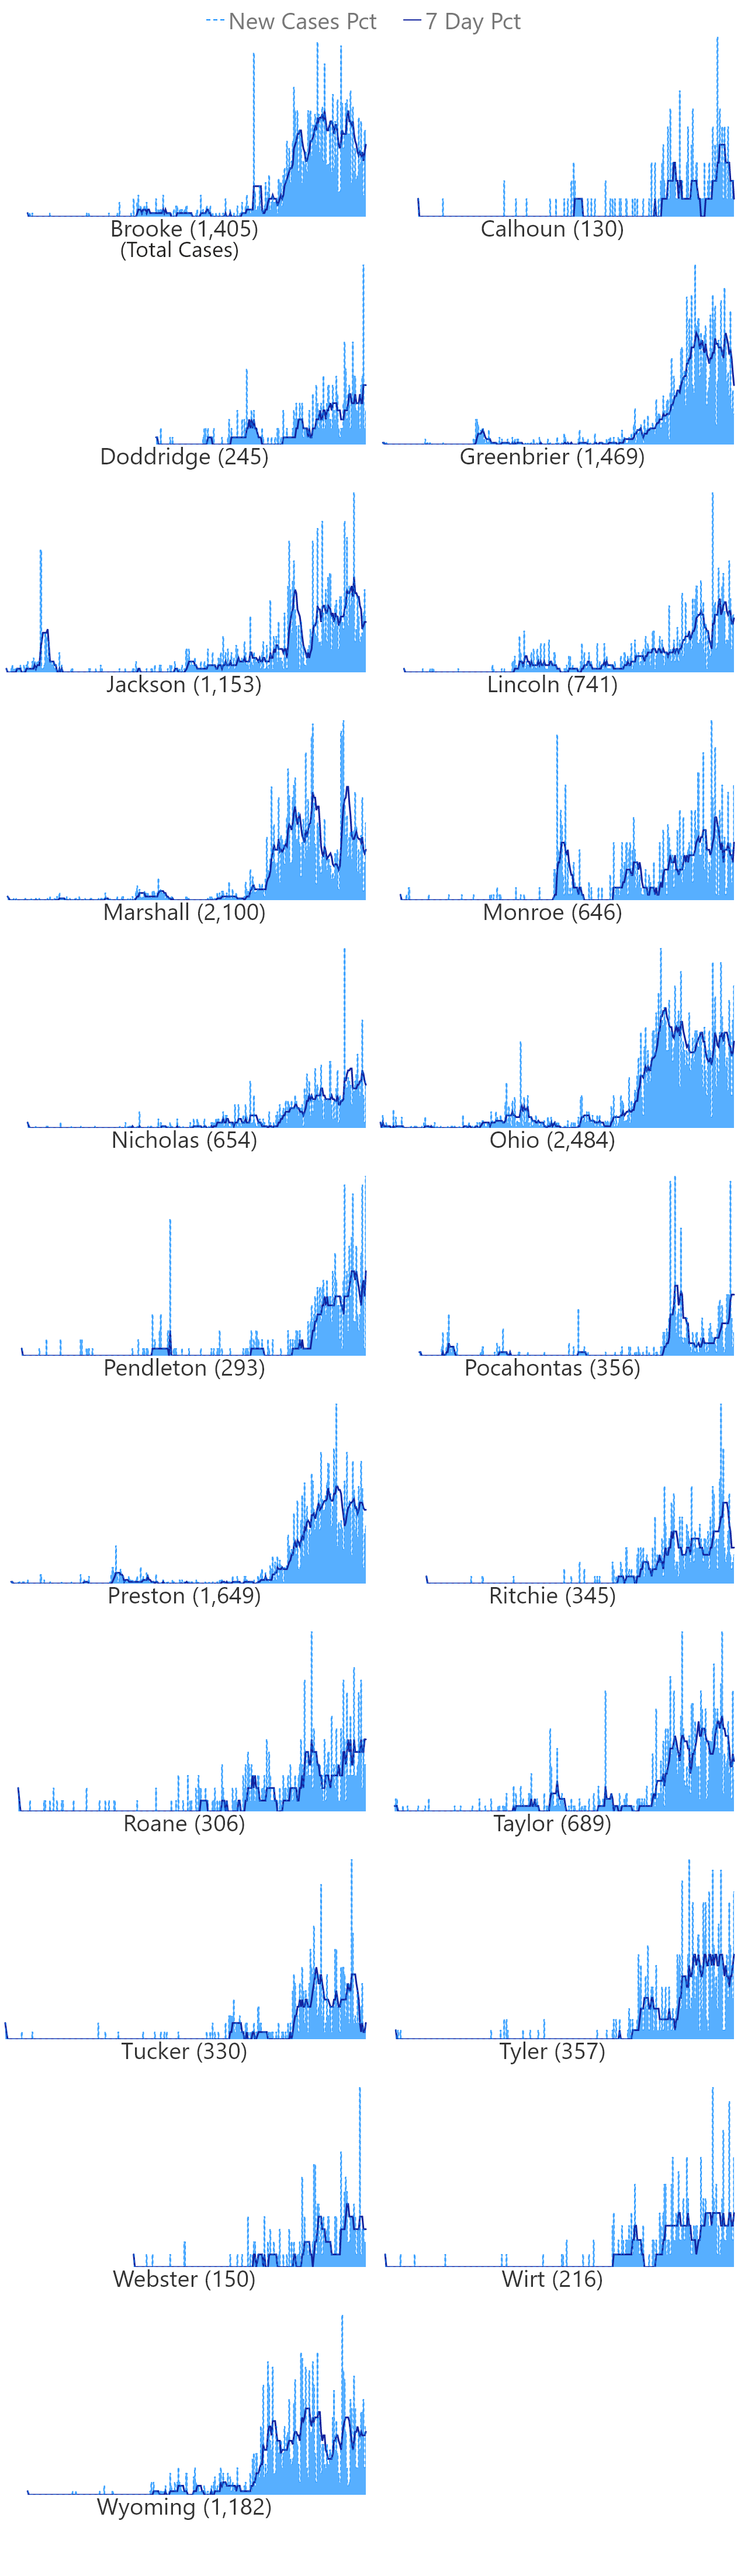 New Cases Pct 7 Day Pct
Brooke (1,405) Calhoun (130)
(Total Cases)
Doddridge (245) Greenbrier (1,469)
Jackson (1,153) Lincoln (741)
Marshall (2,100) Monroe (646)
Nicholas (654) Ohio (2,484)
Pendleton (293) Pocahontas (356)
Preston (1,649) Ritchie (345)
Roane (306) Taylor (689)
Tucker (330) Tyler (357)
Webster (150) Wirt (216)
Wyoming (1,182)